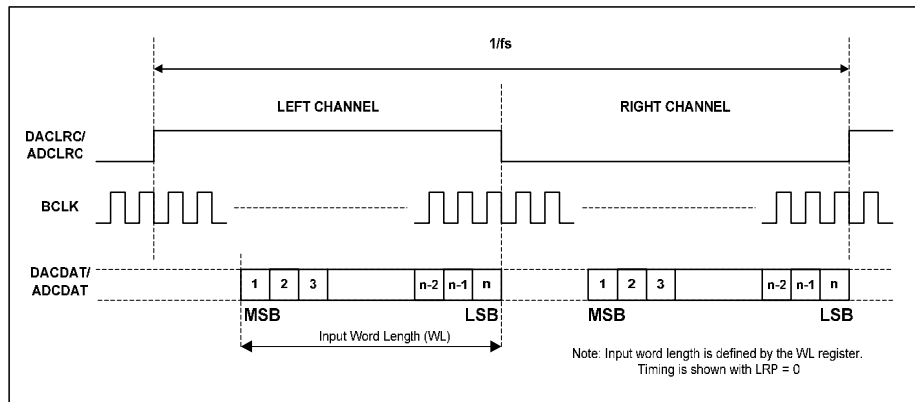 1/fs
LEFT CHANNEL RIGHT CHANNEL
DACLRC/
ADCLRC
BCLK
DACDAT/
ADCDAT
1 2 3 n-2 n-1 n 1 2 3 n-2 n-1 n
MSB LSB MSB LSB
Input Word Length (WL)
Note: Input word length is defined by the WL register.
Timing is shown with LRP = 0